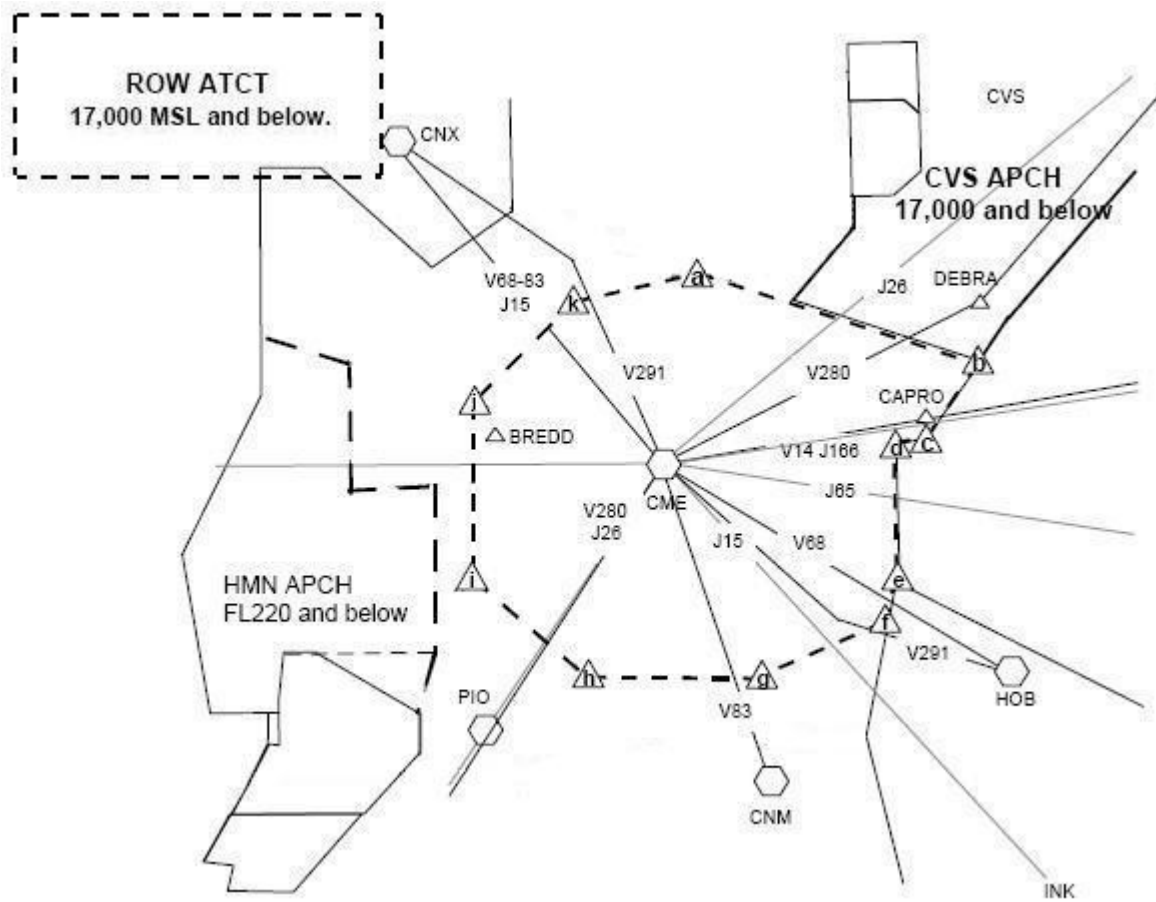 ROW ATCT
17,000 MSL and below.
CNX
CVS
CVS APCH
17,000 and below
V68-83
J15
k
a
J26
DEBRA
b
V291
V280
CAPRO
j
BREDD
d
c
V14 J166
CME
J65
V280
J26
J15
V68
HMN APCH
FL220 and below
i
e
f
V291
HOB
h
g
PIO
V83
CNM
INK